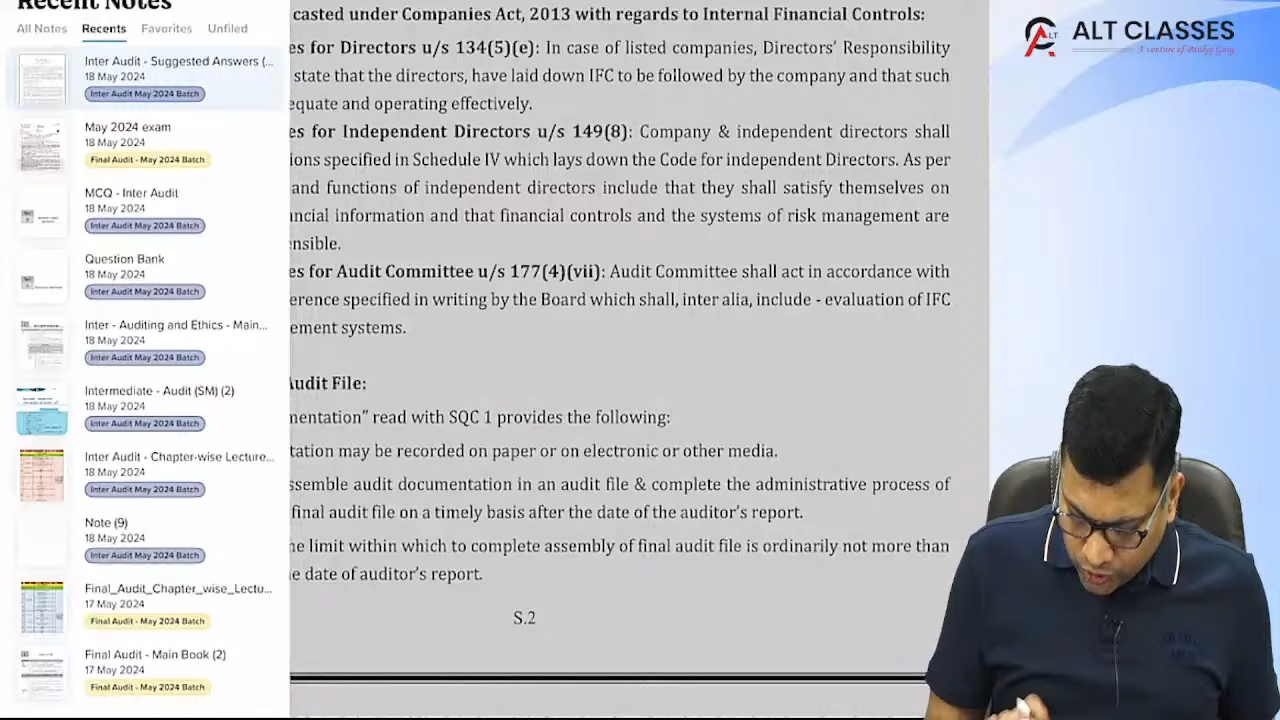 Recent Notes
All Notes Recents Favorites Unfiled
Inter Audit - Suggested Answers (...
18 May 2024
Inter Audit May 2024 Batch
May 2024 exam
18 May 2024
Final Audit - May 2024 Batch
MCQ - Inter Audit
18 May 2024
Inter Audit May 2024 Batch
Question Bank
18 May 2024
Inter Audit May 2024 Batch
Inter - Auditing and Ethics - Main...
18 May 2024
Inter Audit May 2024 Batch
Intermediate - Audit (SM) (2)
18 May 2024
Inter Audit May 2024 Batch
Inter Audit - Chapter-wise Lecture...
18 May 2024
Inter Audit May 2024 Batch
Note (9)
18 May 2024
Inter Audit May 2024 Batch
Final_Audit_Chapter_wise_Lectu...
17 May 2024
Final Audit - May 2024 Batch
Final Audit - Main Book (2)
17 May 2024
Final Audit - May 2024 Batch
casted under Companies Act, 2013 with regards to Internal Financial Controls:
es for Directors u/s 134(5)(e): In case of listed companies, Directors' Responsibility
state that the directors, have laid down IFC to be followed by the company and that such
equate and operating effectively.
es for Independent Directors u/s 149(8): Company & independent directors shall
ions specified in Schedule IV which lays down the Code for independent Directors. As per
and functions of independent directors include that they shall satisfy themselves on
ncial information and that financial controls and the systems of risk management are
ensible.
es for Audit Committee u/s 177(4)(vii): Audit Committee shall act in accordance with
erence specified in writing by the Board which shall, inter alia, include - evaluation of IFC
ement systems.
Audit File:
mentation" read with SQC 1 provides the following:
tation may be recorded on paper or on electronic or other media.
ssemble audit documentation in an audit file & complete the administrative process of
final audit file on a timely basis after the date of the auditor's report.
ne limit within which to complete assembly of final audit file is ordinarily not more than
e date of auditor's report.
S.2
ALT
ALT CLASSES
A venture of Pankaj Garg